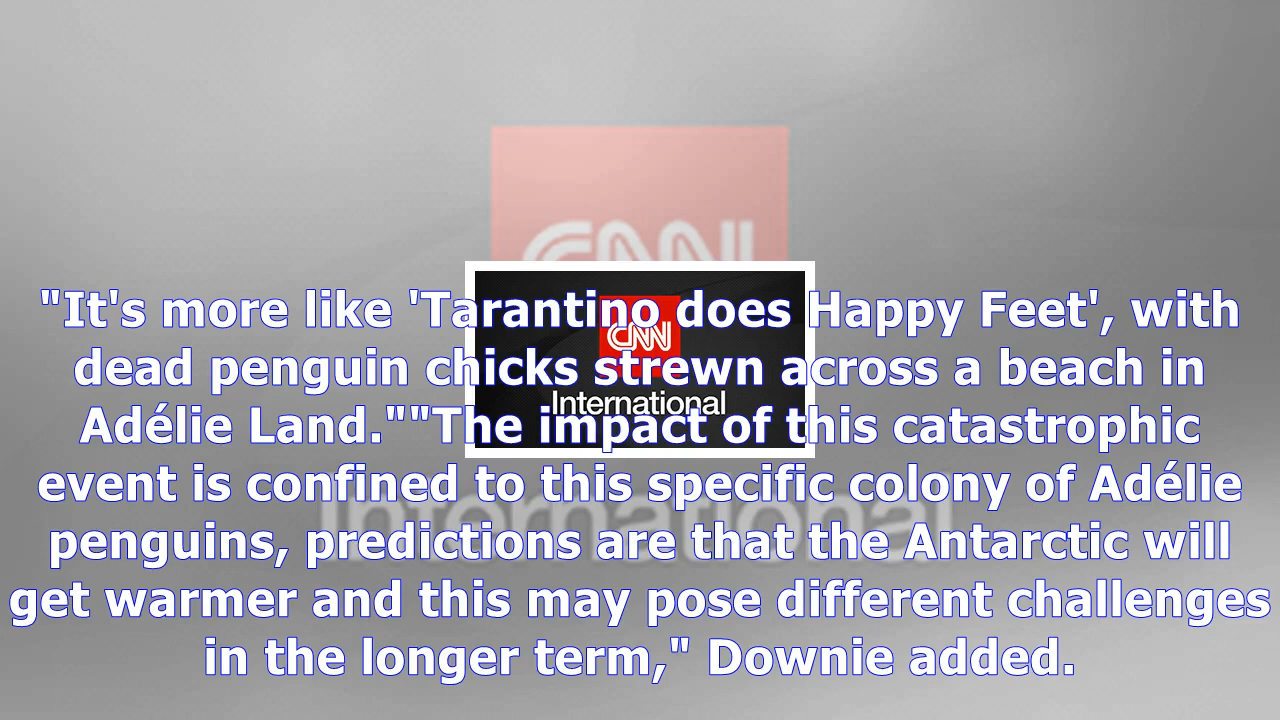 CNN
"It's more like 'Tarantino does Happy Feet', with
CNN
dead penguin chicks strewn across a beach in
International
Adélie Land.""The impact of this catastrophic
event is confined to this specific colony of Adélie
International
penguins, predictions are that the Antarctic will
get warmer and this may pose different challenges
in the longer term," Downie added.